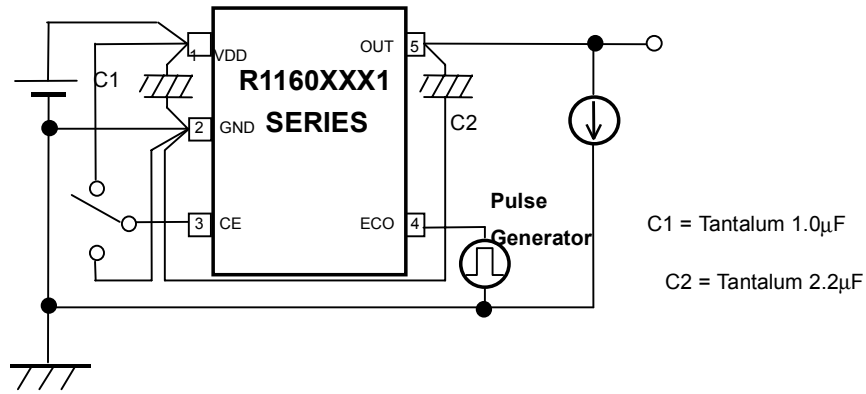 1 VDD
C1
R1160XXX1
SERIES
OUT 5
2 GND
C2
3 CE
ECO 4
Pulse
Generator
C1 = Tantalum 1.0μF
C2 = Tantalum 2.2μF